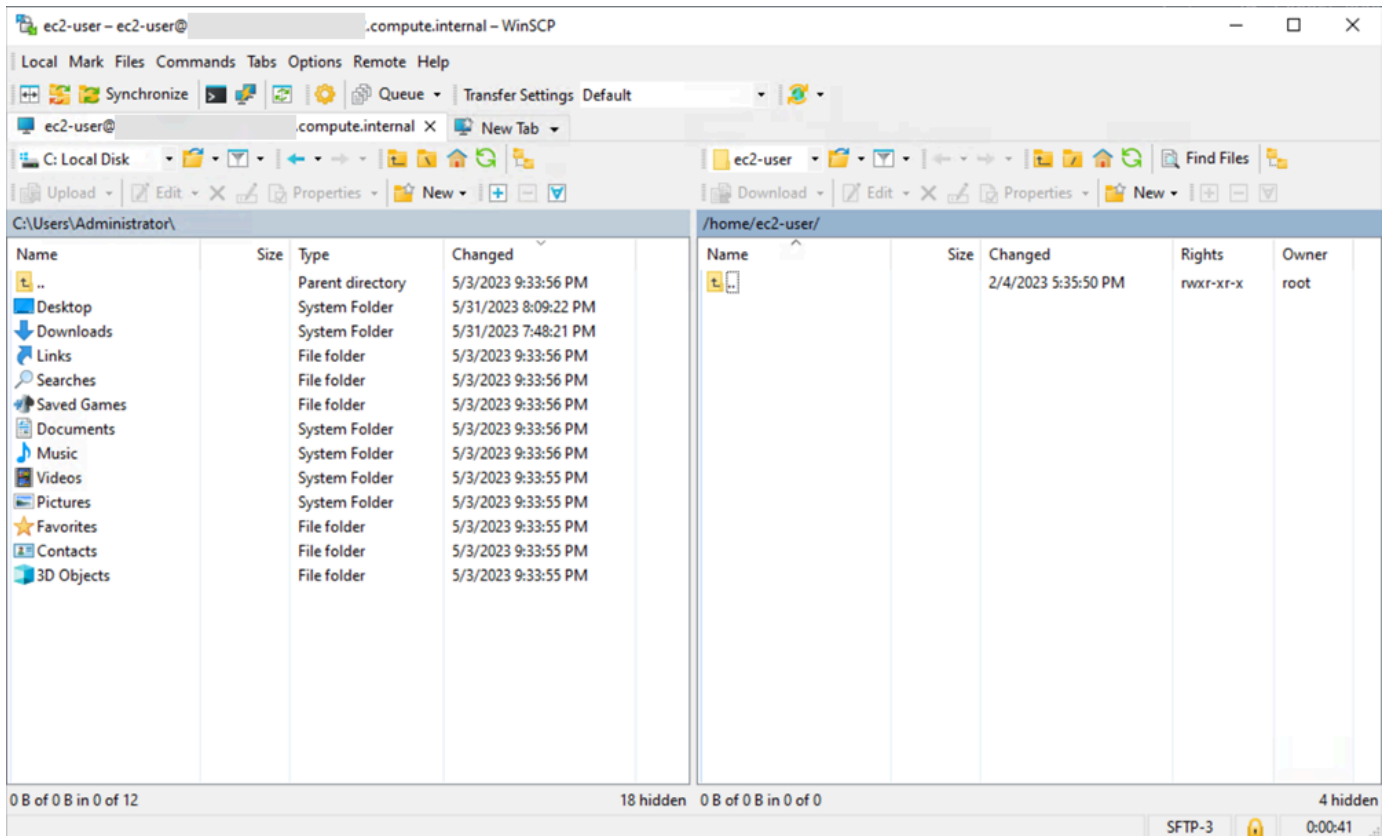 ec2-user – ec2-user@ .compute.internal – WinSCP
Local Mark Files Commands Tabs Options Remote Help
Synchronize Queue Transfer Settings Default
ec2-user@ .compute.internal X New Tab
C: Local Disk
Upload Edit Properties New
C:\Users\Administrator\
Name Size Type Changed
.. Parent directory 5/3/2023 9:33:56 PM
Desktop System Folder 5/31/2023 8:09:22 PM
Downloads System Folder 5/31/2023 7:48:21 PM
Links File folder 5/3/2023 9:33:56 PM
Searches File folder 5/3/2023 9:33:56 PM
Saved Games File folder 5/3/2023 9:33:56 PM
Documents System Folder 5/3/2023 9:33:56 PM
Music System Folder 5/3/2023 9:33:56 PM
Videos System Folder 5/3/2023 9:33:55 PM
Pictures System Folder 5/3/2023 9:33:55 PM
Favorites File folder 5/3/2023 9:33:55 PM
Contacts File folder 5/3/2023 9:33:55 PM
3D Objects File folder 5/3/2023 9:33:55 PM
0 B of 0 B in 0 of 12 18 hidden
ec2-user Find Files
Download Edit Properties New
/home/ec2-user/
Name Size Changed Rights Owner
.. 2/4/2023 5:35:50 PM rwxr-xr-x root
0 B of 0 B in 0 of 0 4 hidden
SFTP-3 0:00:41